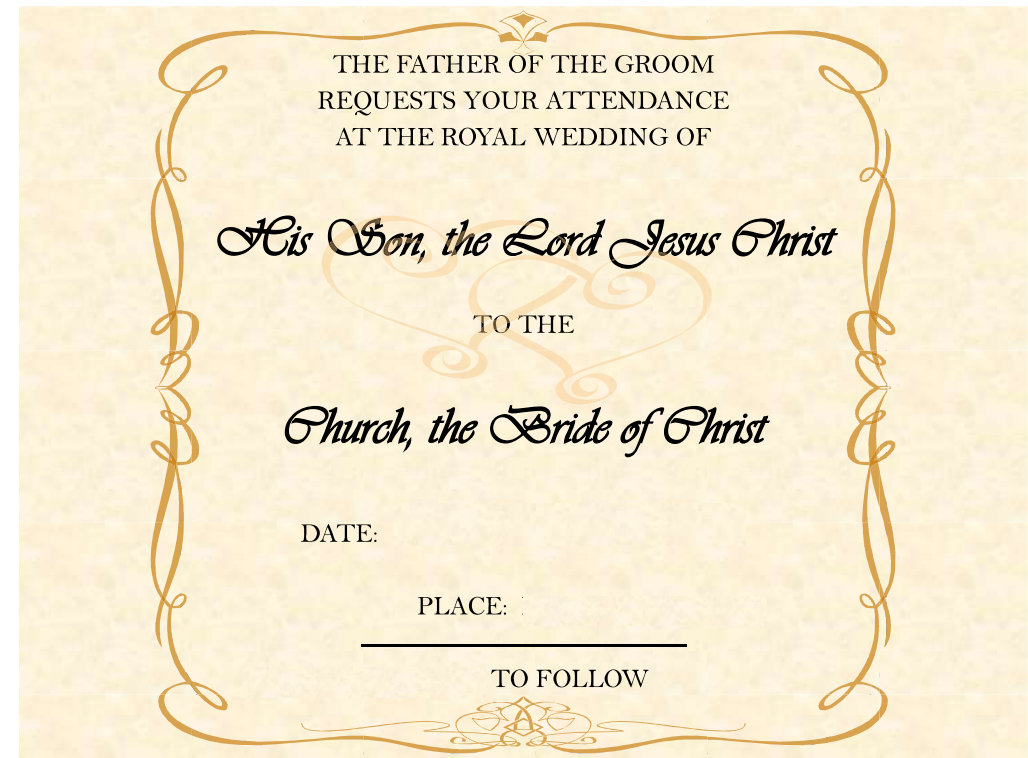 THE FATHER OF THE GROOM
REQUESTS YOUR ATTENDANCE
AT THE ROYAL WEDDING OF
His Son, the Lord Jesus Christ
TO THE
Church, the Bride of Christ
DATE:
PLACE:
TO FOLLOW